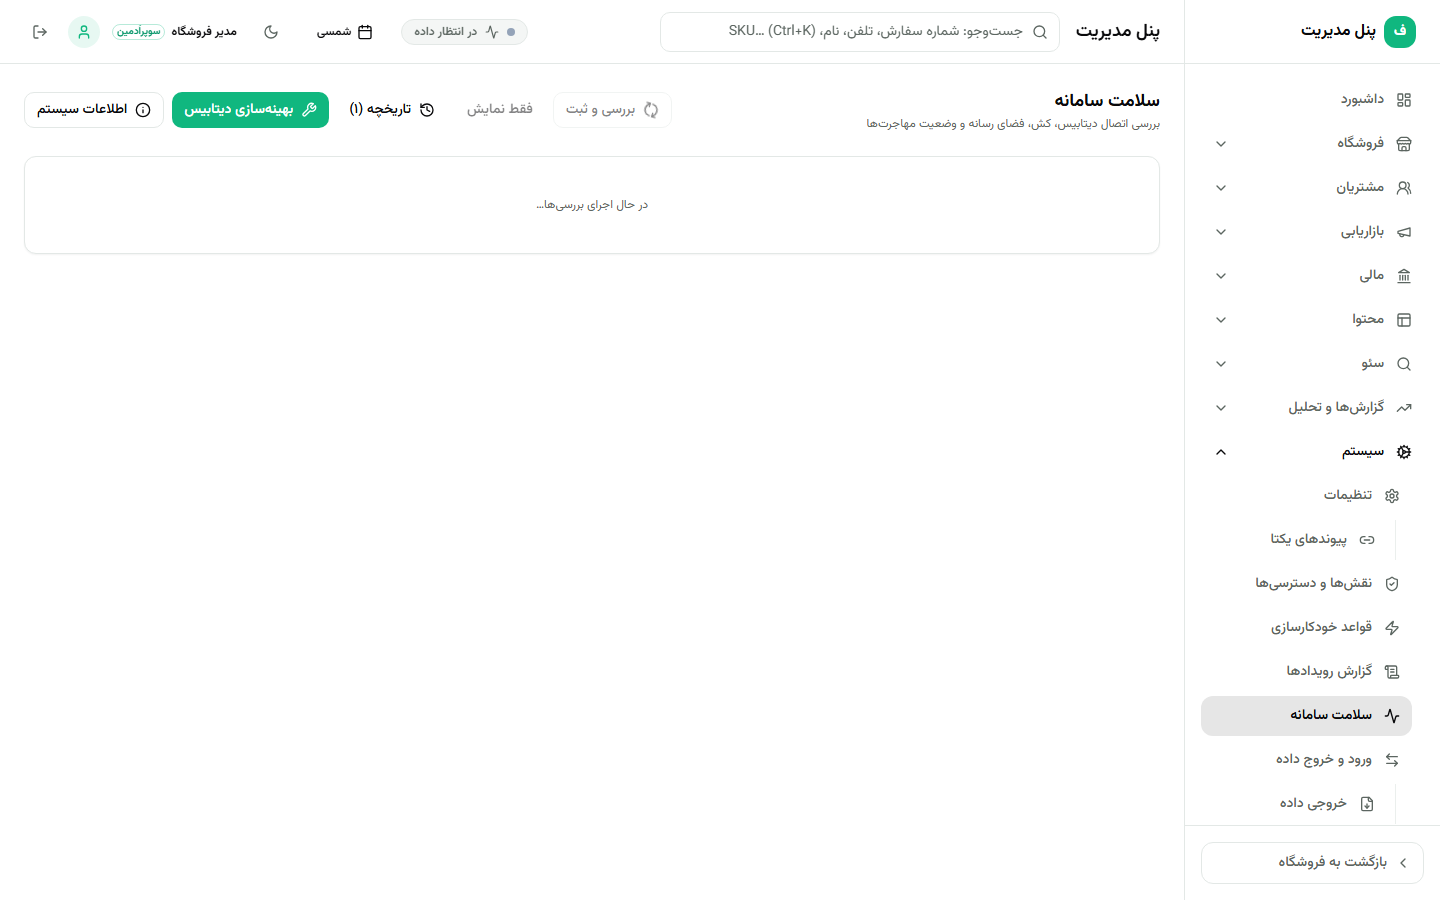 ف
پنل مدیریت
داشبورد
فروشگاه
مشتریان
بازاریابی
مالی
محتوا
سئو
گزارش‌ها و تحلیل
سیستم
تنظیمات
پیوندهای یکتا
نقش‌ها و دسترسی‌ها
قواعد خودکارسازی
گزارش رویدادها
سلامت سامانه
ورود و خروج داده
خروجی داده
بازگشت به فروشگاه
پنل مدیریت
جست‌وجو: شماره سفارش، تلفن، نام، SKU… (Ctrl+K)
در انتظار داده
شمسی
مدیر فروشگاه
سوپرادمین
سلامت سامانه
بررسی اتصال دیتابیس، کش، فضای رسانه و وضعیت مهاجرت‌ها
بررسی و ثبت
فقط نمایش
تاریخچه (۱)
بهینه‌سازی دیتابیس
اطلاعات سیستم
در حال اجرای بررسی‌ها…